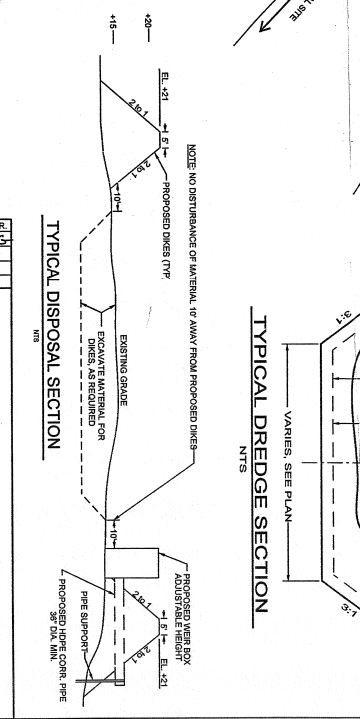 L SITE
3:1
VARIES, SEE PLAN
3:1
TYPICAL DREDGE SECTION
NTS
+20
+15
EL. +21
2 to 1
5'
2 to 1
10'
PROPOSED DIKES (TYP.
NOTE: NO DISTURBANCE OF MATERIAL 10' AWAY FROM PROPOSED DIKES
EXISTING GRADE
EXCAVATE MATERIAL FOR
DIKES, AS REQUIRED
10'
PROPOSED WEIR BOX
ADJUSTABLE HEIGHT
2 to 1
5'
2 to 1
EL. +21
PIPE SUPPORT
PROPOSED HDPE CORR. PIPE
36" DIA. MIN.
TYPICAL DISPOSAL SECTION
NTS